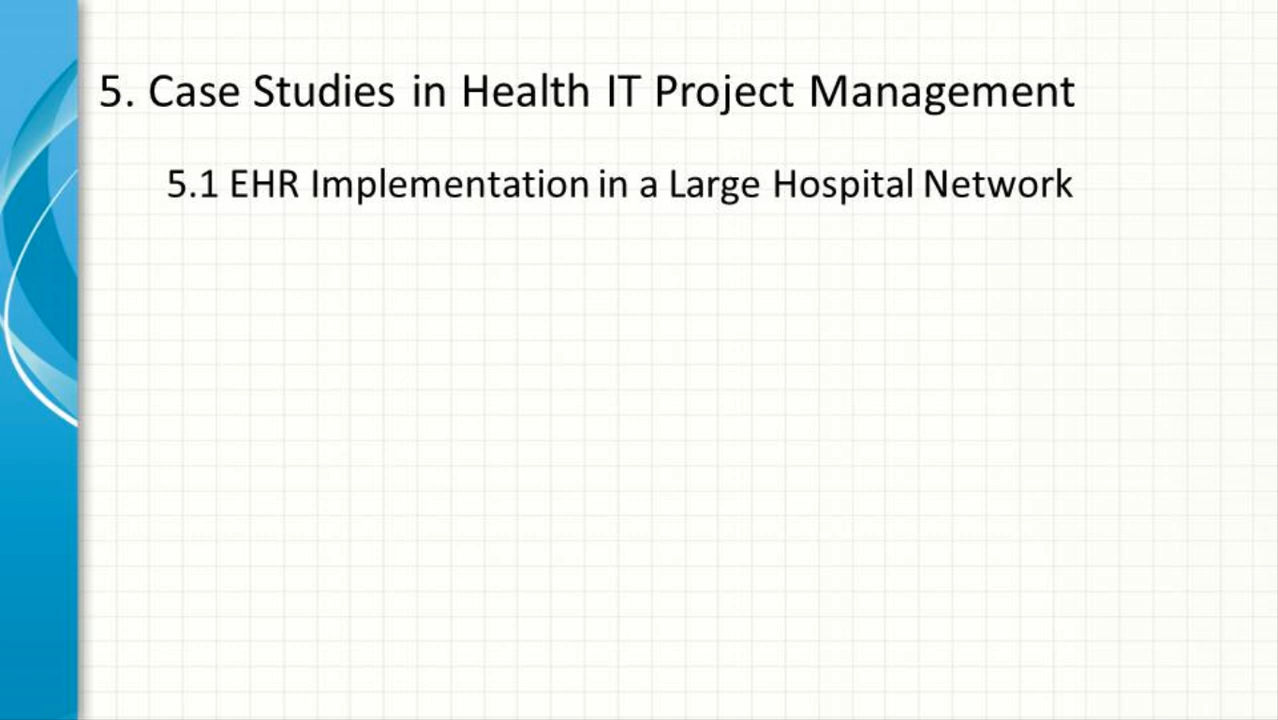 5. Case Studies in Health IT Project Management
5.1 EHR Implementation in a Large Hospital Network